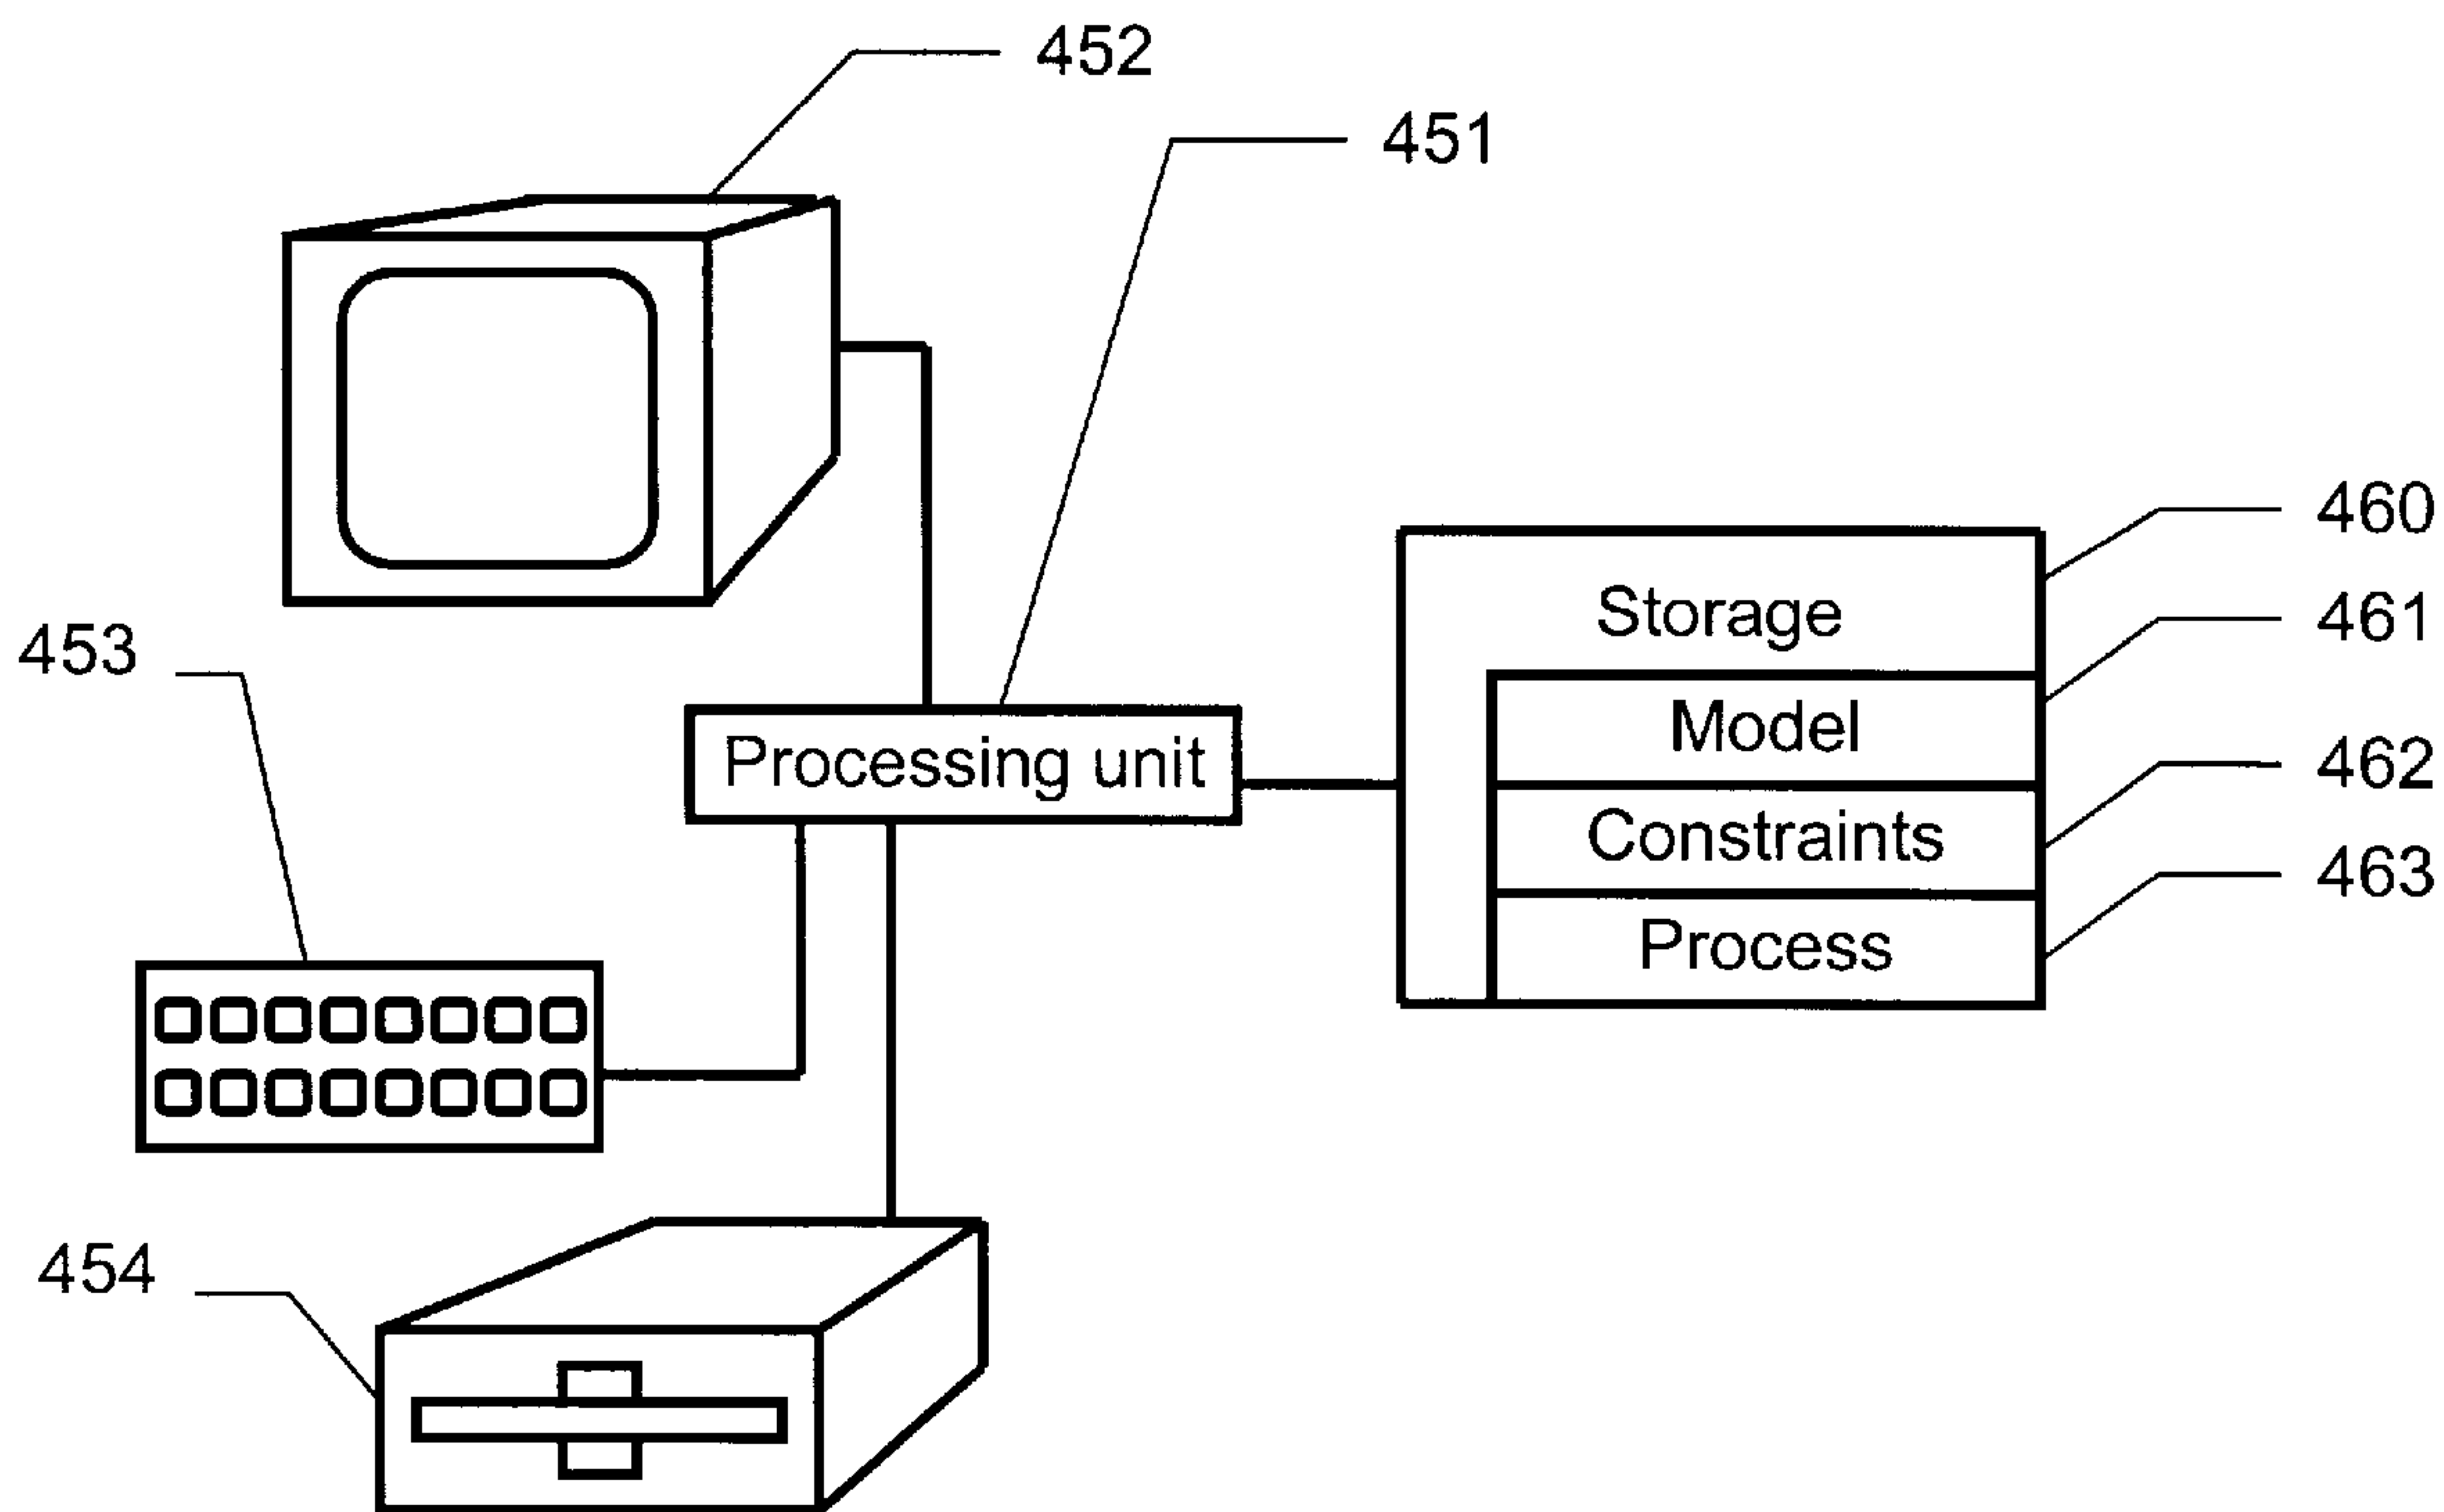 452
451
460
Storage
461
453
Model
Processing unit
462
Constraints
463
Process
454